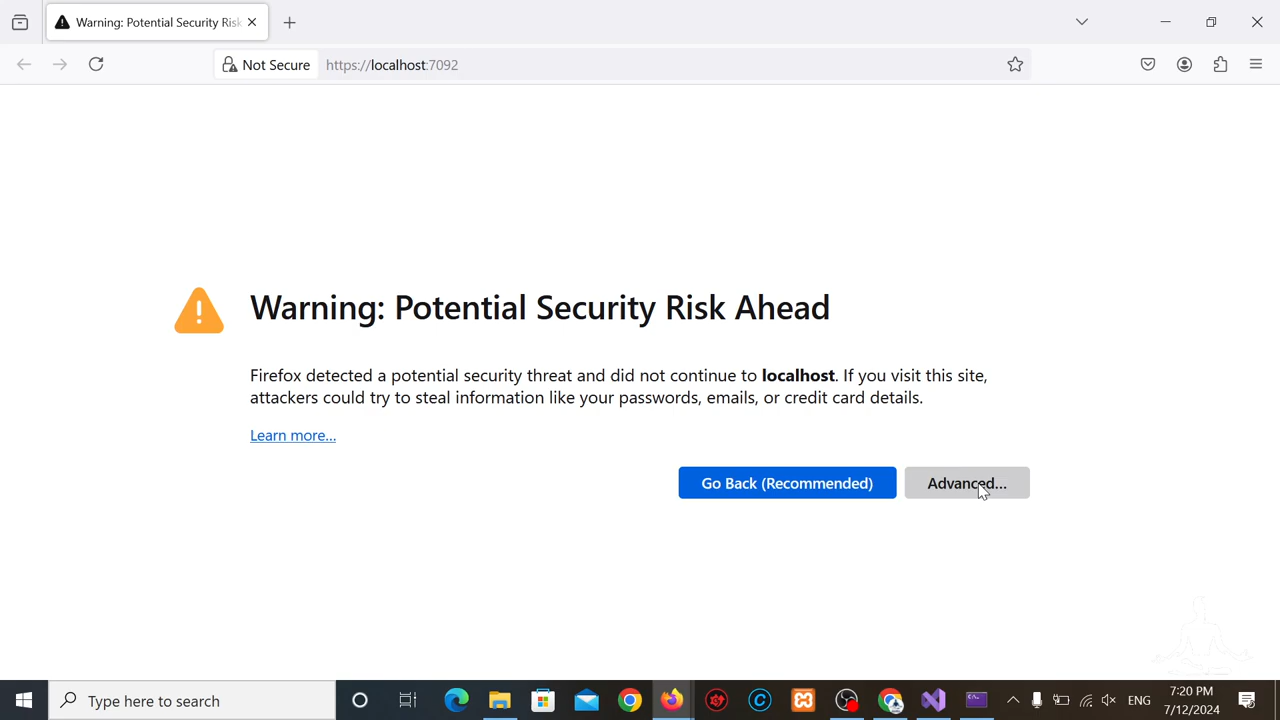 Warning: Potential Security Risk
Not Secure
https://localhost:7092
Warning: Potential Security Risk Ahead
Firefox detected a potential security threat and did not continue to localhost. If you visit this site,
attackers could try to steal information like your passwords, emails, or credit card details.
Learn more...
Go Back (Recommended)
Advanced...
Type here to search
ENG
7:20 PM
7/12/2024